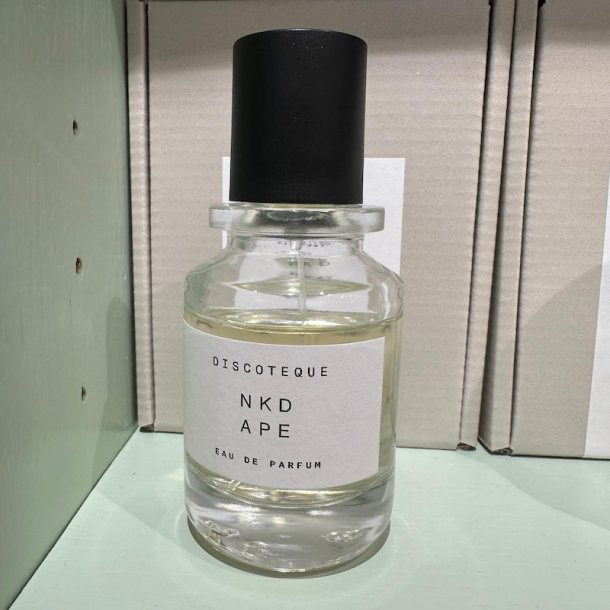 DISCOTEQUE
NKD
APE
EAU DE PARFUM